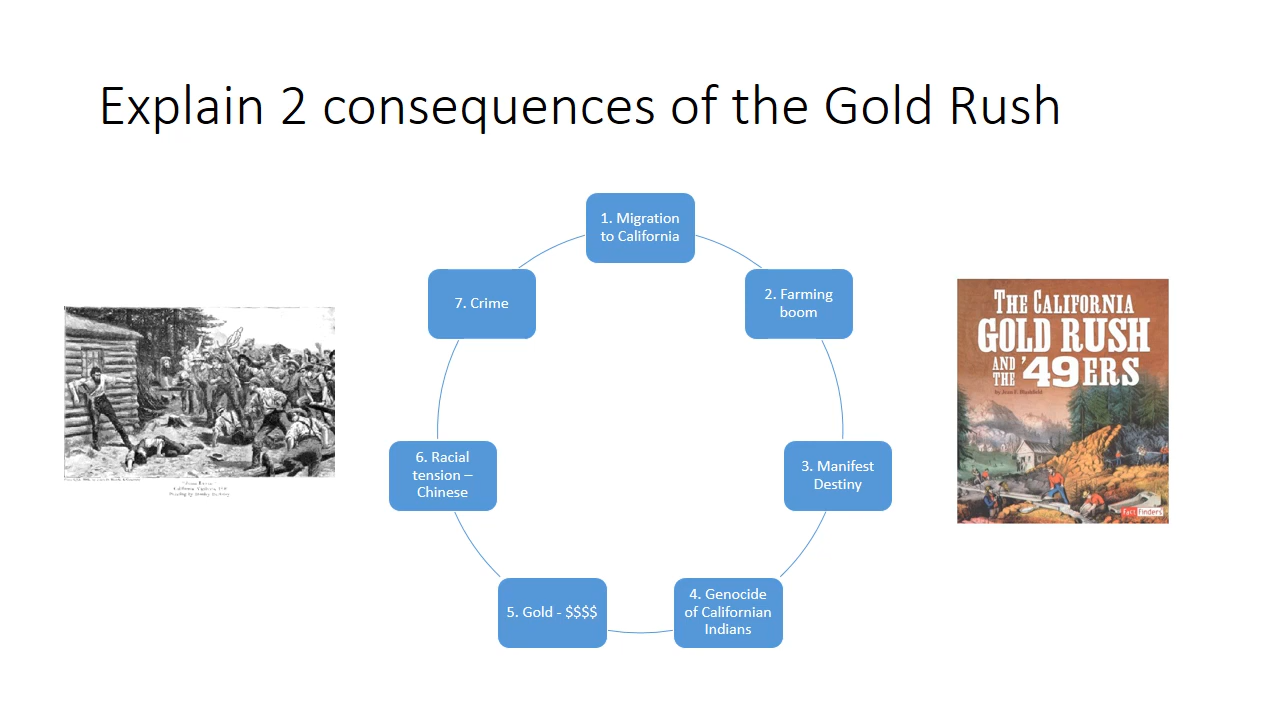 Explain 2 consequences of the Gold Rush
1. Migration
to California
2. Farming
boom
3. Manifest
Destiny
4. Genocide
of Californian
Indians
5. Gold - $$$$
6. Racial
tension –
Chinese
7. Crime
THE CALIFORNIA
GOLD RUSH
AND THE '49ERS
Fact Finders